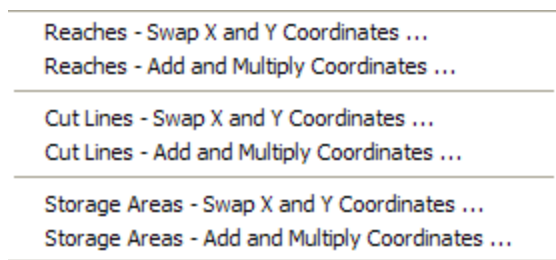 Reaches - Swap X and Y Coordinates ...
Reaches - Add and Multiply Coordinates ...
Cut Lines - Swap X and Y Coordinates ...
Cut Lines - Add and Multiply Coordinates ...
Storage Areas - Swap X and Y Coordinates ...
Storage Areas - Add and Multiply Coordinates ...